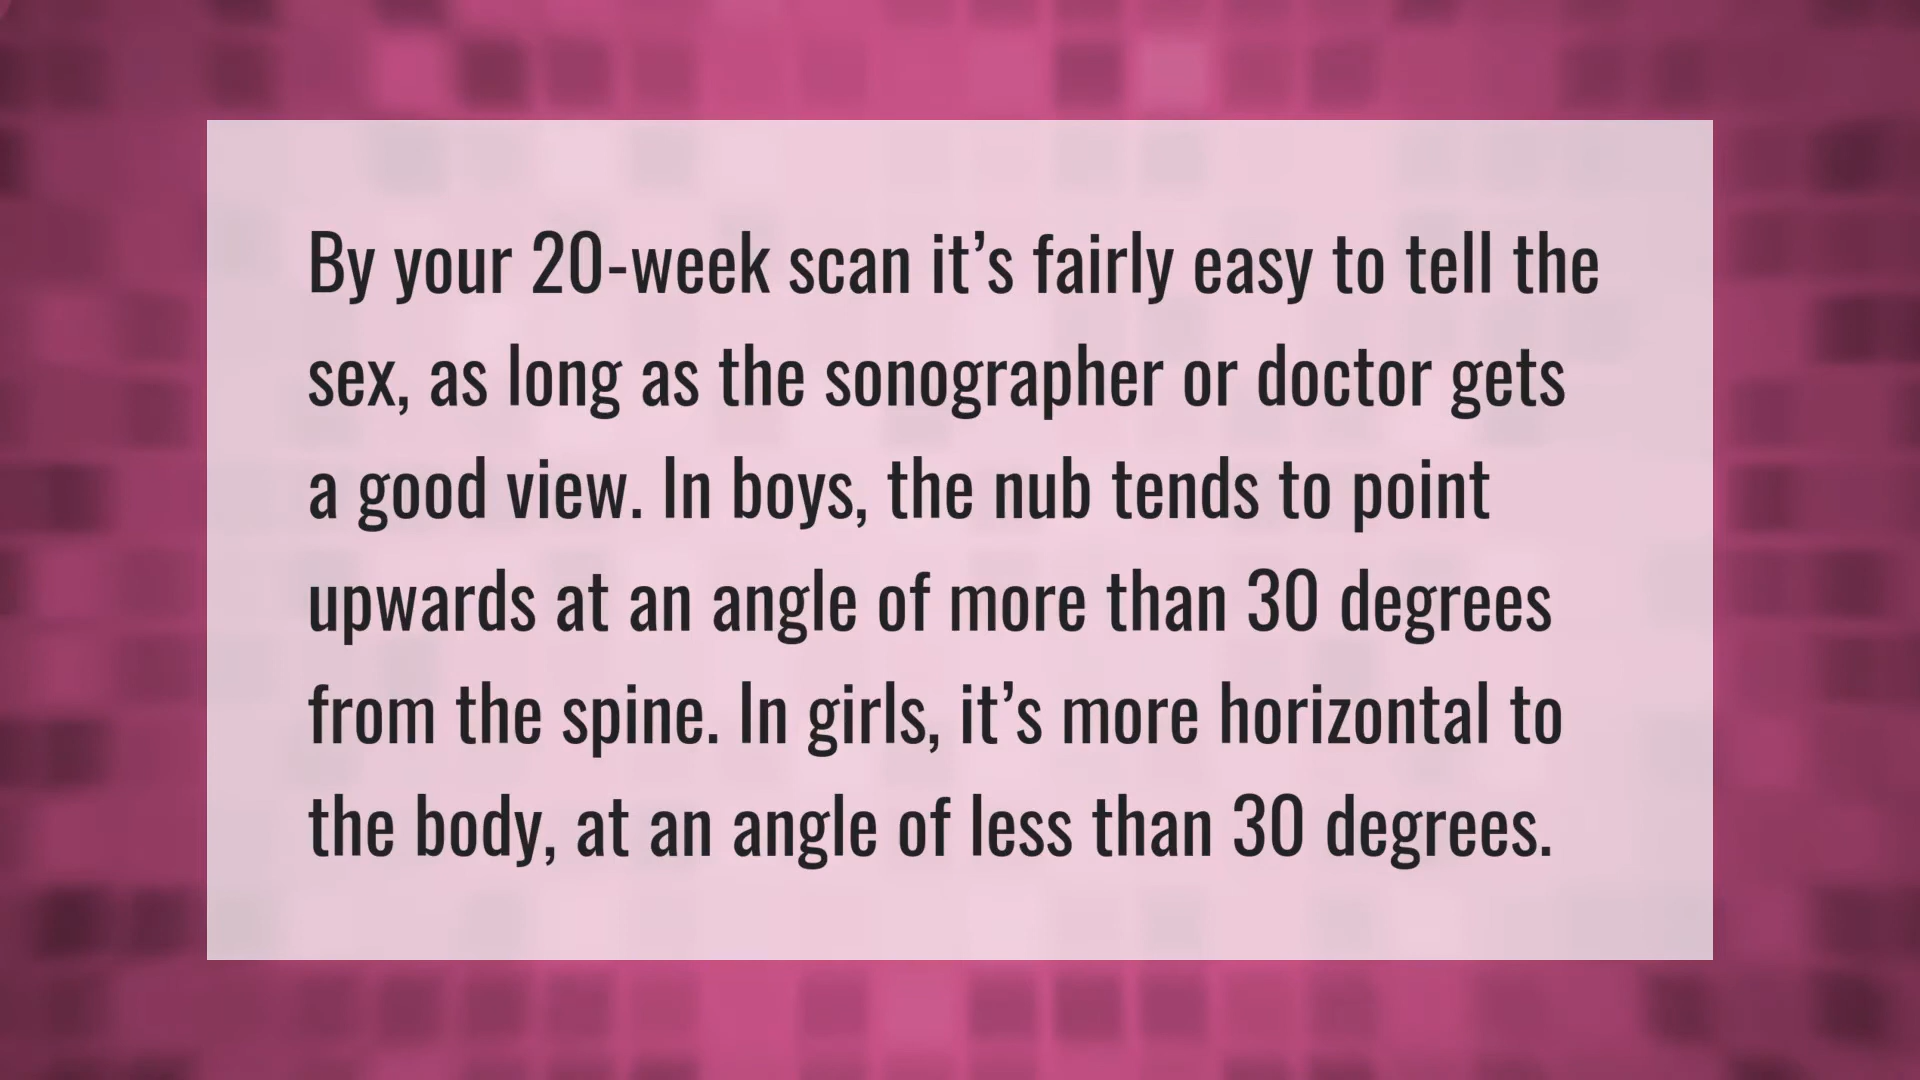 By your 20-week scan it’s fairly easy to tell the
sex, as long as the sonographer or doctor gets
a good view. In boys, the nub tends to point
upwards at an angle of more than 30 degrees
from the spine. In girls, it’s more horizontal to
the body, at an angle of less than 30 degrees.